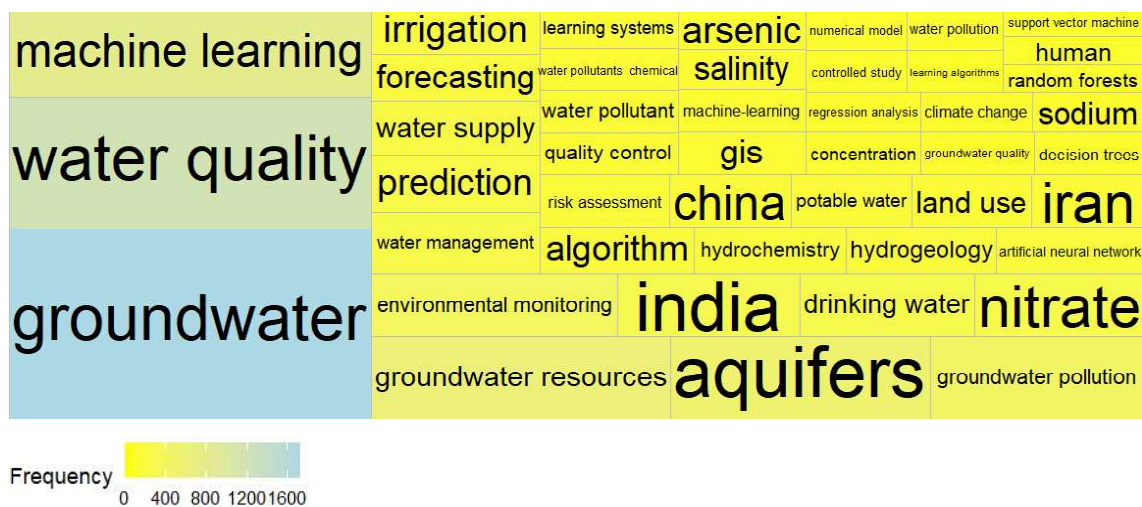 machine learning
water quality
groundwater
irrigation
forecasting
water supply
prediction
water management
learning systems
water pollutants chemical
water pollutant
quality control
arsenic
salinity
machine-learning
gis
numerical model
water pollution
controlled study
learning algorithms
support vector machine
human
random forests
regression analysis
climate change
sodium
concentration
groundwater quality
decision trees
risk assessment
china
potable water
land use
iran
algorithm
hydrochemistry
hydrogeology
artificial neural network
environmental monitoring
india
drinking water
nitrate
groundwater resources
aquifers
groundwater pollution
Frequency
0 400 800 1200 1600